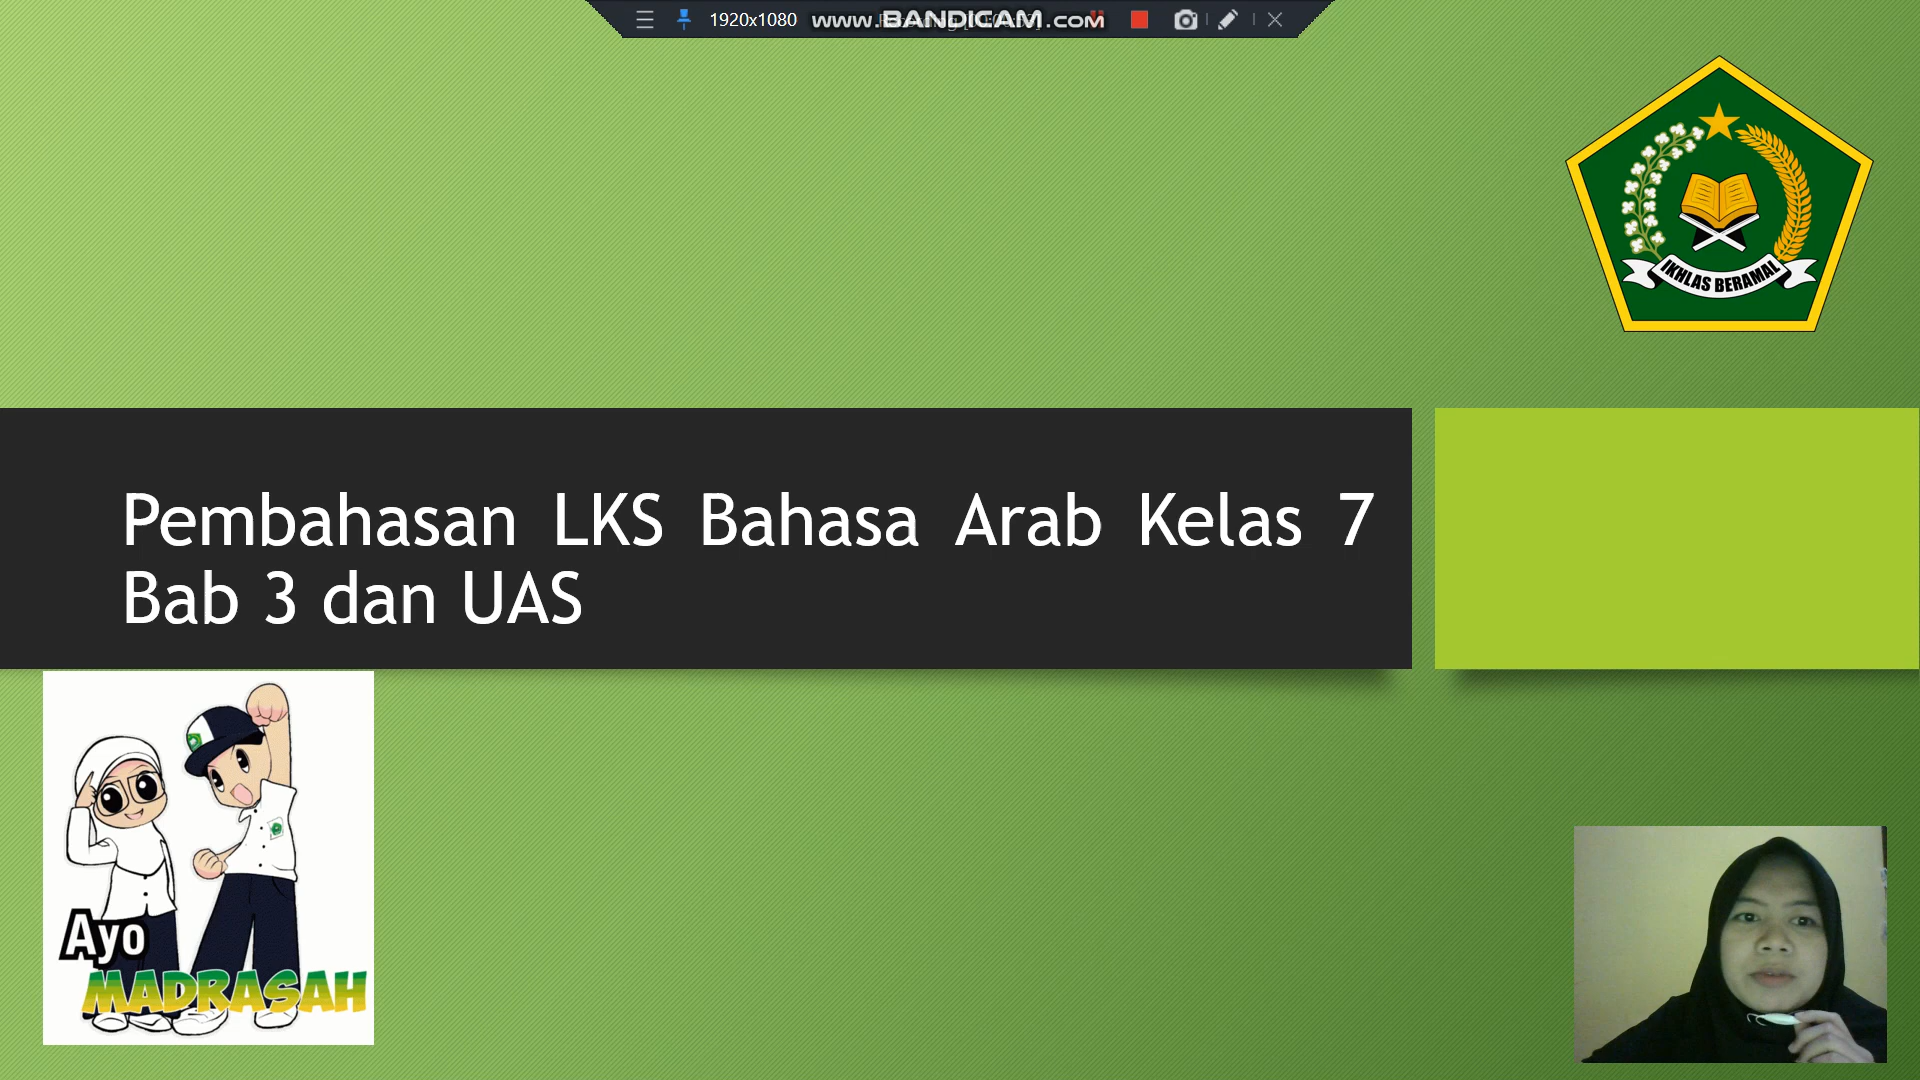 1920x1080 www.BANDICAM.com
IKHLAS BERAMAL
Pembahasan LKS Bahasa Arab Kelas 7
Bab 3 dan UAS
Ayo
MADRASAH